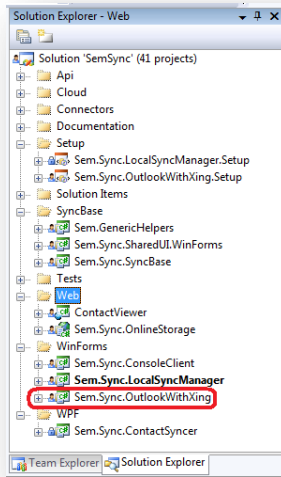 Solution Explorer - Web
Solution 'SemSync' (41 projects)
Api
Cloud
Connectors
Documentation
Setup
Sem.Sync.LocalSyncManager.Setup
Sem.Sync.OutlookWithXing.Setup
Solution Items
SyncBase
Sem.GenericHelpers
Sem.Sync.SharedUI.WinForms
Sem.Sync.SyncBase
Tests
Web
ContactViewer
Sem.Sync.OnlineStorage
WinForms
Sem.Sync.ConsoleClient
Sem.Sync.LocalSyncManager
Sem.Sync.OutlookWithXing
WPF
Sem.Sync.ContactSyncer
Team Explorer Solution Explorer